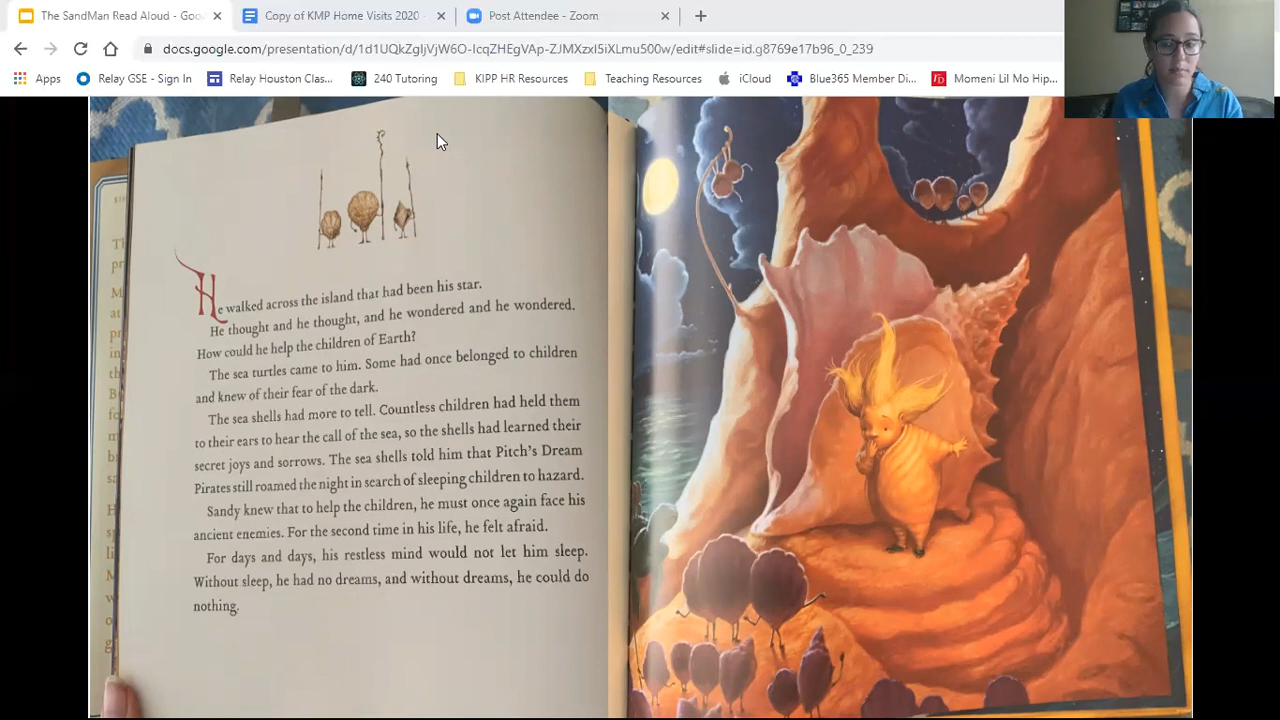 The SandMan Read Aloud - Goo
Copy of KMP Home Visits 2020 -
Post Attendee - Zoom
docs.google.com/presentation/d/1d1UQkZgIjVjW6O-IcqZHEgVAp-ZJMXzxI5iXLmu500w/edit#slide=id.g8769e17b96_0_239
Apps
Relay GSE - Sign In
Relay Houston Clas...
240 Tutoring
KIPP HR Resources
Teaching Resources
iCloud
Blue365 Member Di...
Momeni Lil Mo Hip...
He walked across the island that had been his star.
He thought and he thought, and he wondered and he wondered.
How could he help the children of Earth?
The sea turtles came to him. Some had once belonged to children
and knew of their fear of the dark.
The sea shells had more to tell. Countless children had held them
to their ears to hear the call of the sea, so the shells had learned their
secret joys and sorrows. The sea shells told him that Pitch's Dream
Pirates still roamed the night in search of sleeping children to hazard.
Sandy knew that to help the children, he must once again face his
ancient enemies. For the second time in his life, he felt afraid.
For days and days, his restless mind would not let him sleep.
Without sleep, he had no dreams, and without dreams, he could do
nothing.